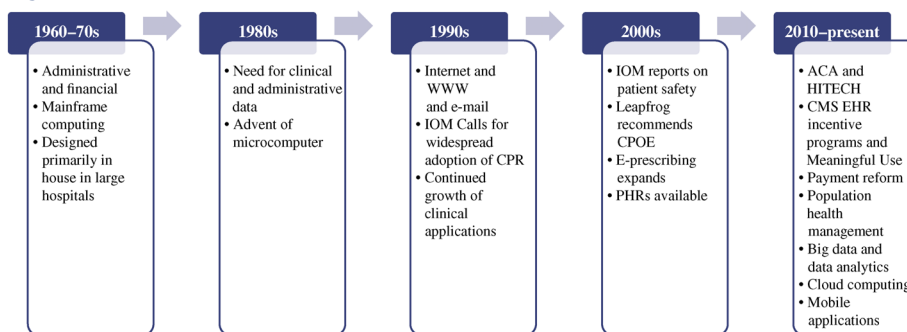 1960–70s
• Administrative
and financial
• Mainframe
computing
• Designed
primarily in
house in large
hospitals
1980s
• Need for clinical
and administrative
data
• Advent of
microcomputer
1990s
• Internet and
WWW
and e-mail
• IOM Calls for
widespread
adoption of CPR
• Continued
growth of
clinical
applications
2000s
• IOM reports on
patient safety
• Leapfrog
recommends
CPOE
• E-prescribing
expands
• PHRs available
2010–present
• ACA and
HITECH
• CMS EHR
incentive
programs and
Meaningful Use
• Payment reform
• Population
health
management
• Big data and
data analytics
• Cloud computing
• Mobile
applications